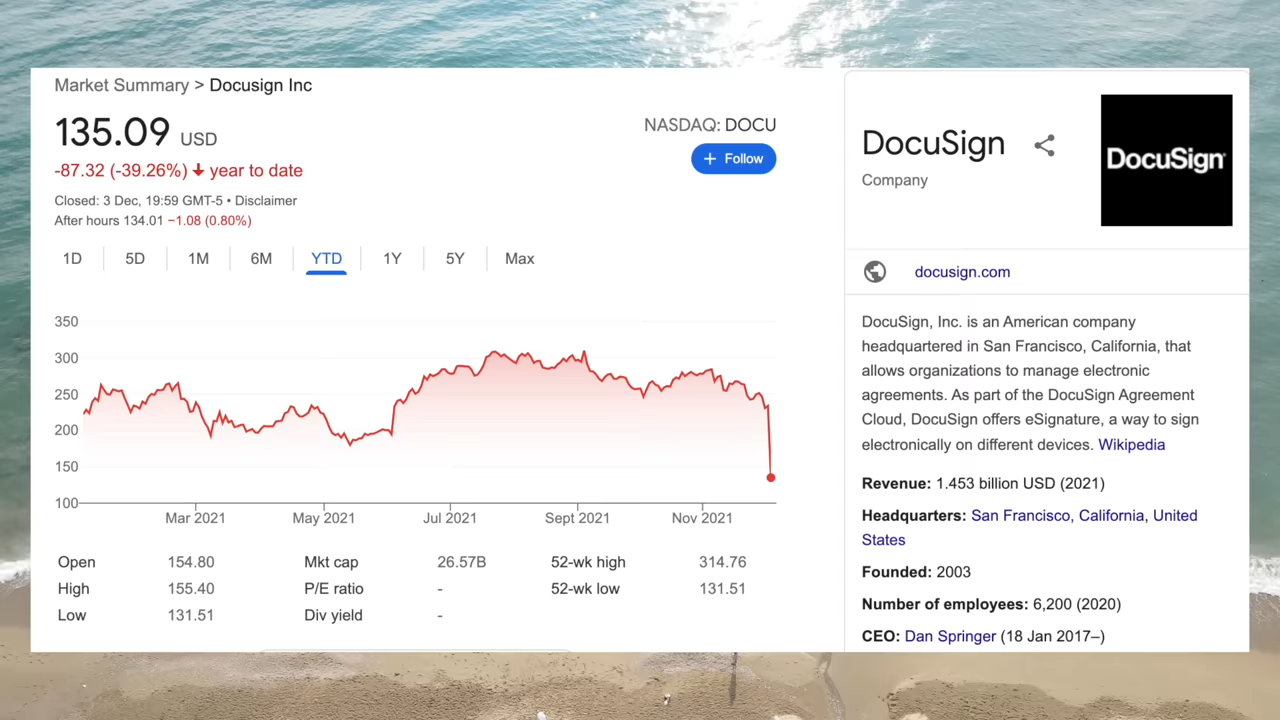 Market Summary > Docusign Inc
135.09 USD
-87.32 (-39.26%) year to date
Closed: 3 Dec, 19:59 GMT-5 • Disclaimer
After hours 134.01 −1.08 (0.80%)
NASDAQ: DOCU
+ Follow
1D 5D 1M 6M YTD 1Y 5Y Max
350
300
250
200
150
100
Mar 2021 May 2021 Jul 2021 Sept 2021 Nov 2021
Open 154.80 Mkt cap 26.57B 52-wk high 314.76
High 155.40 P/E ratio - 52-wk low 131.51
Low 131.51 Div yield -
DocuSign
Company
DocuSign
docusign.com
DocuSign, Inc. is an American company
headquartered in San Francisco, California, that
allows organizations to manage electronic
agreements. As part of the DocuSign Agreement
Cloud, DocuSign offers eSignature, a way to sign
electronically on different devices. Wikipedia
Revenue: 1.453 billion USD (2021)
Headquarters: San Francisco, California, United
States
Founded: 2003
Number of employees: 6,200 (2020)
CEO: Dan Springer (18 Jan 2017–)